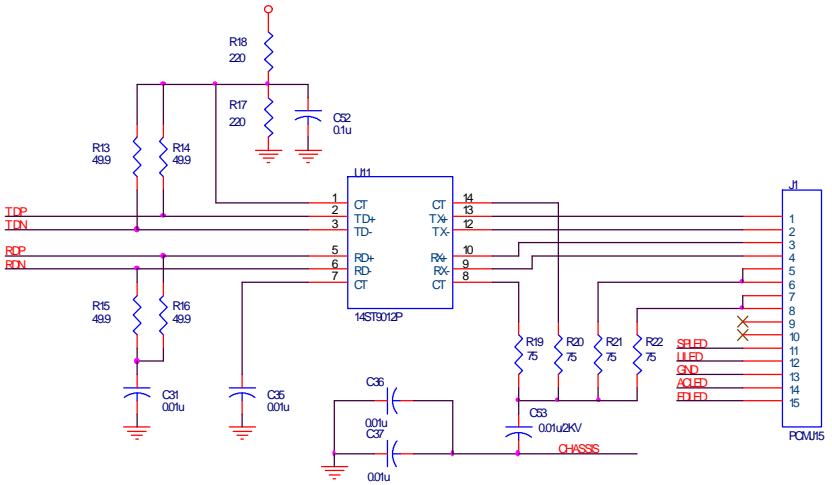 R18
220
R17
220
C52
0.1u
R13
49.9
R14
49.9
U11
J1
1 CT CT 14
2 TD+ TX+ 13
3 TD- TX- 12
5 RD+ RX+ 10
6 RD- RX- 9
7 CT CT 8
14ST9012P
TDP
TDN
RDP
RDN
R15
49.9
R16
49.9
C31
0.01u
C35
0.01u
R19
75
R20
75
R21
75
R22
75
C36
0.01u
C37
0.01u
C53
0.01u/2KV
CHASSIS
1
2
3
4
5
6
7
8
9
10
11
12
13
14
15
GND
PCMJ15